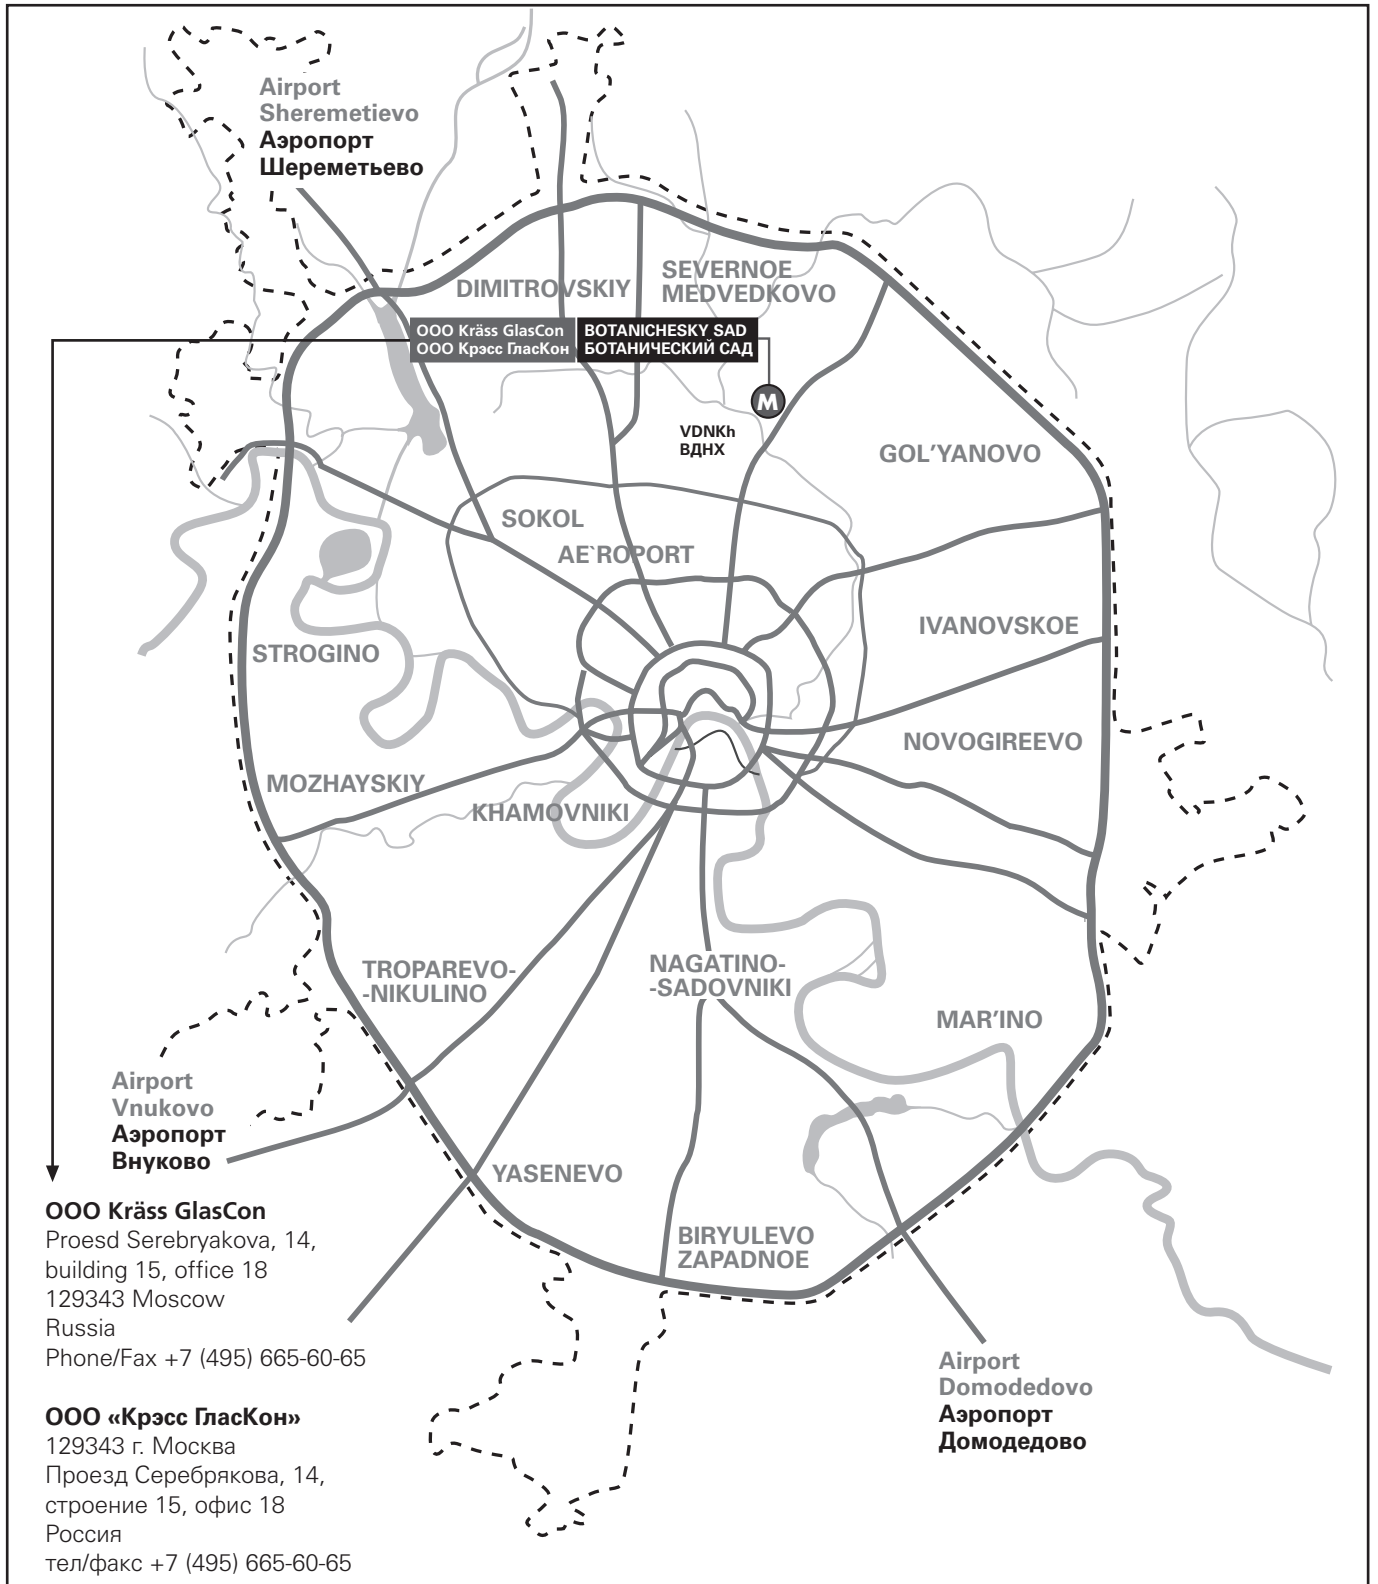 Airport
Sheremetievo
Аэропорт
Шереметьево
DIMITROVSKIY
SEVERNOE
MEDVEDKOVO
OOO Kräss GlasCon
ООО Крэсс ГласКон
BOTANICHESKY SAD
БОТАНИЧЕСКИЙ САД
M
VDNKh
ВДНХ
GOL'YANOVO
SOKOL
AE`ROPORT
IVANOVSKOE
STROGINO
NOVOGIREEVO
MOZHAYSKIY
KHAMOVNIKI
TROPAREVO-
-NIKULINO
NAGATINO-
-SADOVNIKI
MAR'INO
Airport
Vnukovo
Аэропорт
Внуково
YASENEVO
BIRYULEVO
ZAPADNOE
OOO Kräss GlasCon
Proesd Serebryakova, 14,
building 15, office 18
129343 Moscow
Russia
Phone/Fax +7 (495) 665-60-65
Airport
Domodedovo
Аэропорт
Домодедово
ООО «Крэсс ГласКон»
129343 г. Москва
Проезд Серебрякова, 14,
строение 15, офис 18
Россия
тел/факс +7 (495) 665-60-65